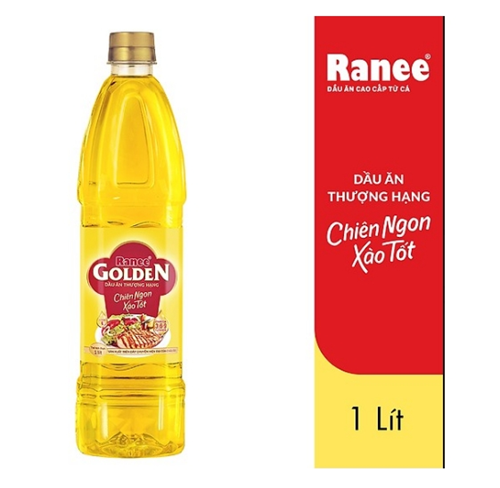 Ranee
GOLDEN
DẦU ĂN THƯỢNG HẠNG
Chiên Ngon
Xào Tốt
369
Ranee®
DẦU ĂN CAO CẤP TỪ CÁ
DẦU ĂN
THƯỢNG HẠNG
Chiên Ngon
Xào Tốt
1 Lít